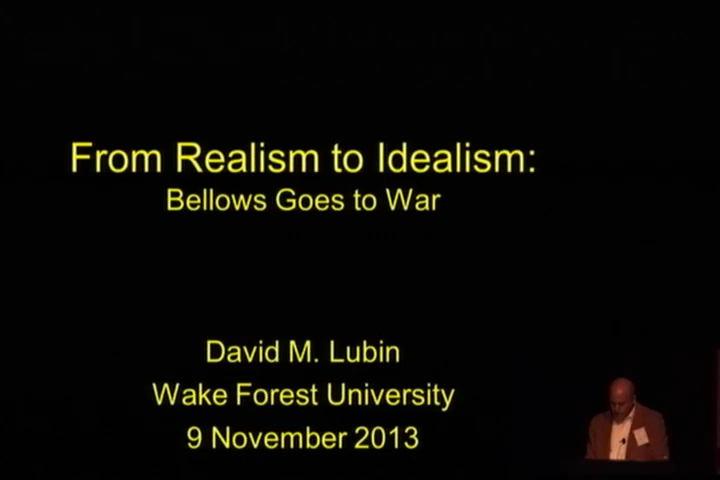 From Realism to Idealism:
Bellows Goes to War
David M. Lubin
Wake Forest University
9 November 2013